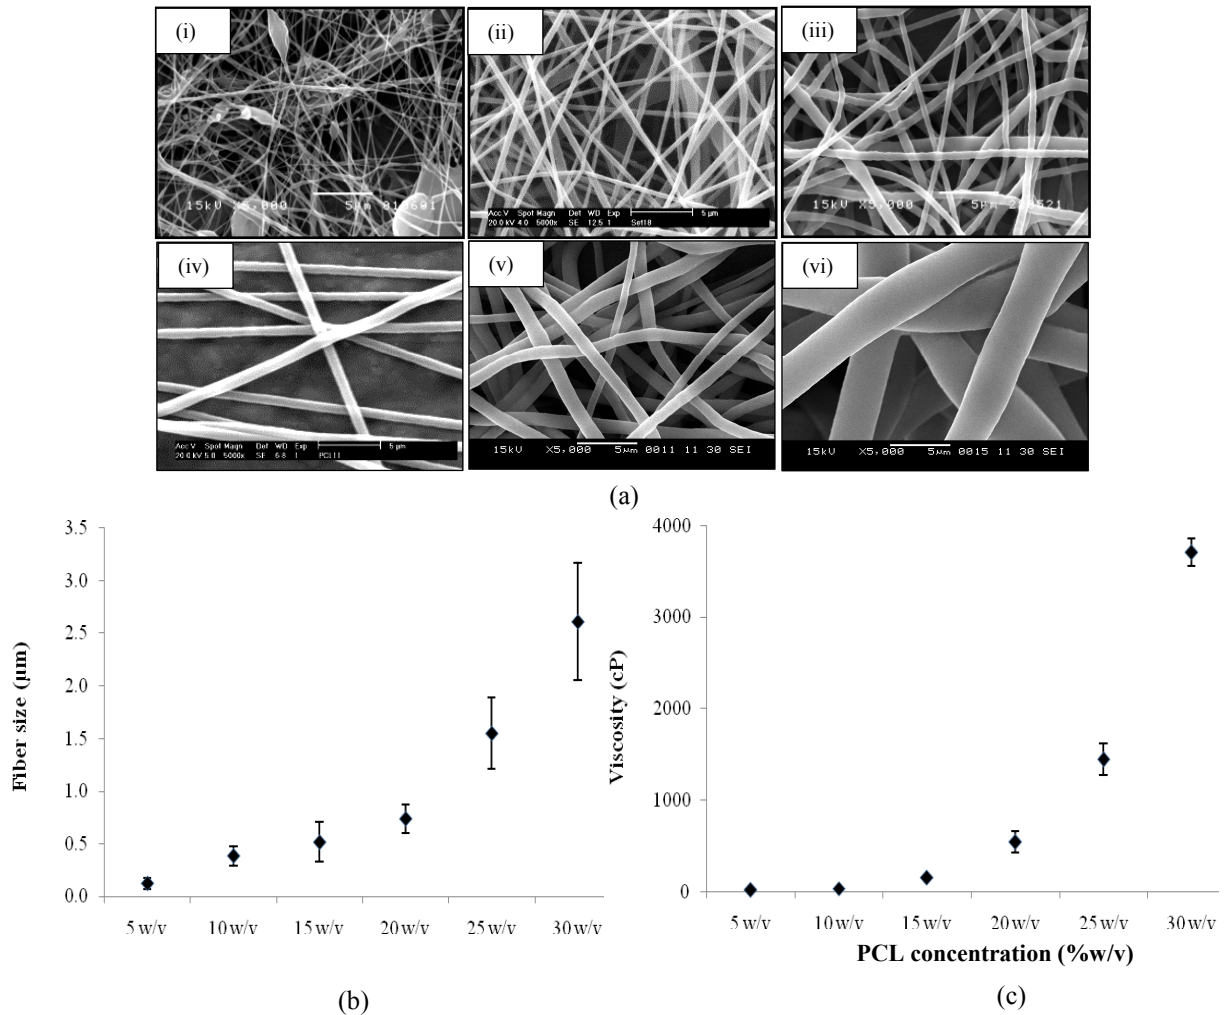 (i)
(ii)
(iii)
15kV X5,000 5µm
Acc.V Spot Magn Det WD Exp 5 µm
20.0 kV 4.0 5000x SE 12.5 1 Set18
15kV X5,000 5µm
(iv)
(v)
(vi)
Acc.V Spot Magn Det WD Exp 5 µm
20.0 kV 5.0 5000x SE 6.8 1 PCL11
15kV X5,000 5µm 0011 11 30 SEI
15kV X5,000 5µm 0015 11 30 SEI
(a)
Fiber size (µm)
3.5
3.0
2.5
2.0
1.5
1.0
0.5
0.0
5 w/v 10 w/v 15 w/v 20 w/v 25 w/v 30 w/v
(b)
Viscosity (cP)
4000
3000
2000
1000
0
5 w/v 10 w/v 15 w/v 20 w/v 25 w/v 30 w/v
PCL concentration (%w/v)
(c)